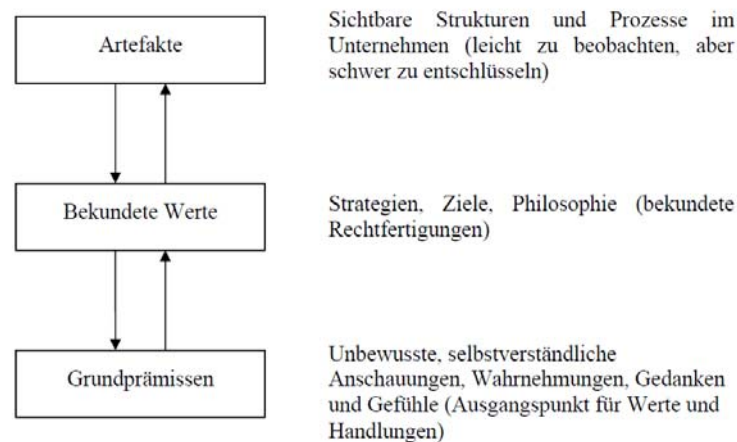 Artefakte
Sichtbare Strukturen und Prozesse im
Unternehmen (leicht zu beobachten, aber
schwer zu entschlüsseln)
Bekundete Werte
Strategien, Ziele, Philosophie (bekundete
Rechtfertigungen)
Grundprämissen
Unbewusste, selbstverständliche
Anschauungen, Wahrnehmungen, Gedanken
und Gefühle (Ausgangspunkt für Werte und
Handlungen)